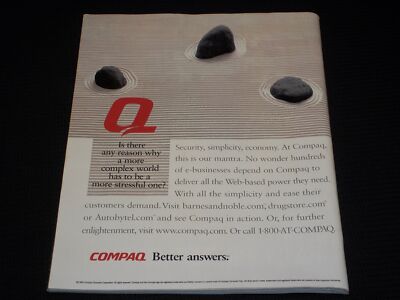 Q
Is there
any reason why
a more
complex world
has to be a
more stressful one?
Security, simplicity, economy. At Compaq,
this is our mantra. No wonder hundreds
of e-businesses depend on Compaq to
deliver all the Web-based power they need.
With all the simplicity and ease their
customers demand. Visit barnesandnoble.com, drugstore.com
or Autobytel.com and see Compaq in action. Or, for further
enlightenment, visit www.compaq.com. Or call 1-800-AT-COMPAQ.
COMPAQ Better answers.